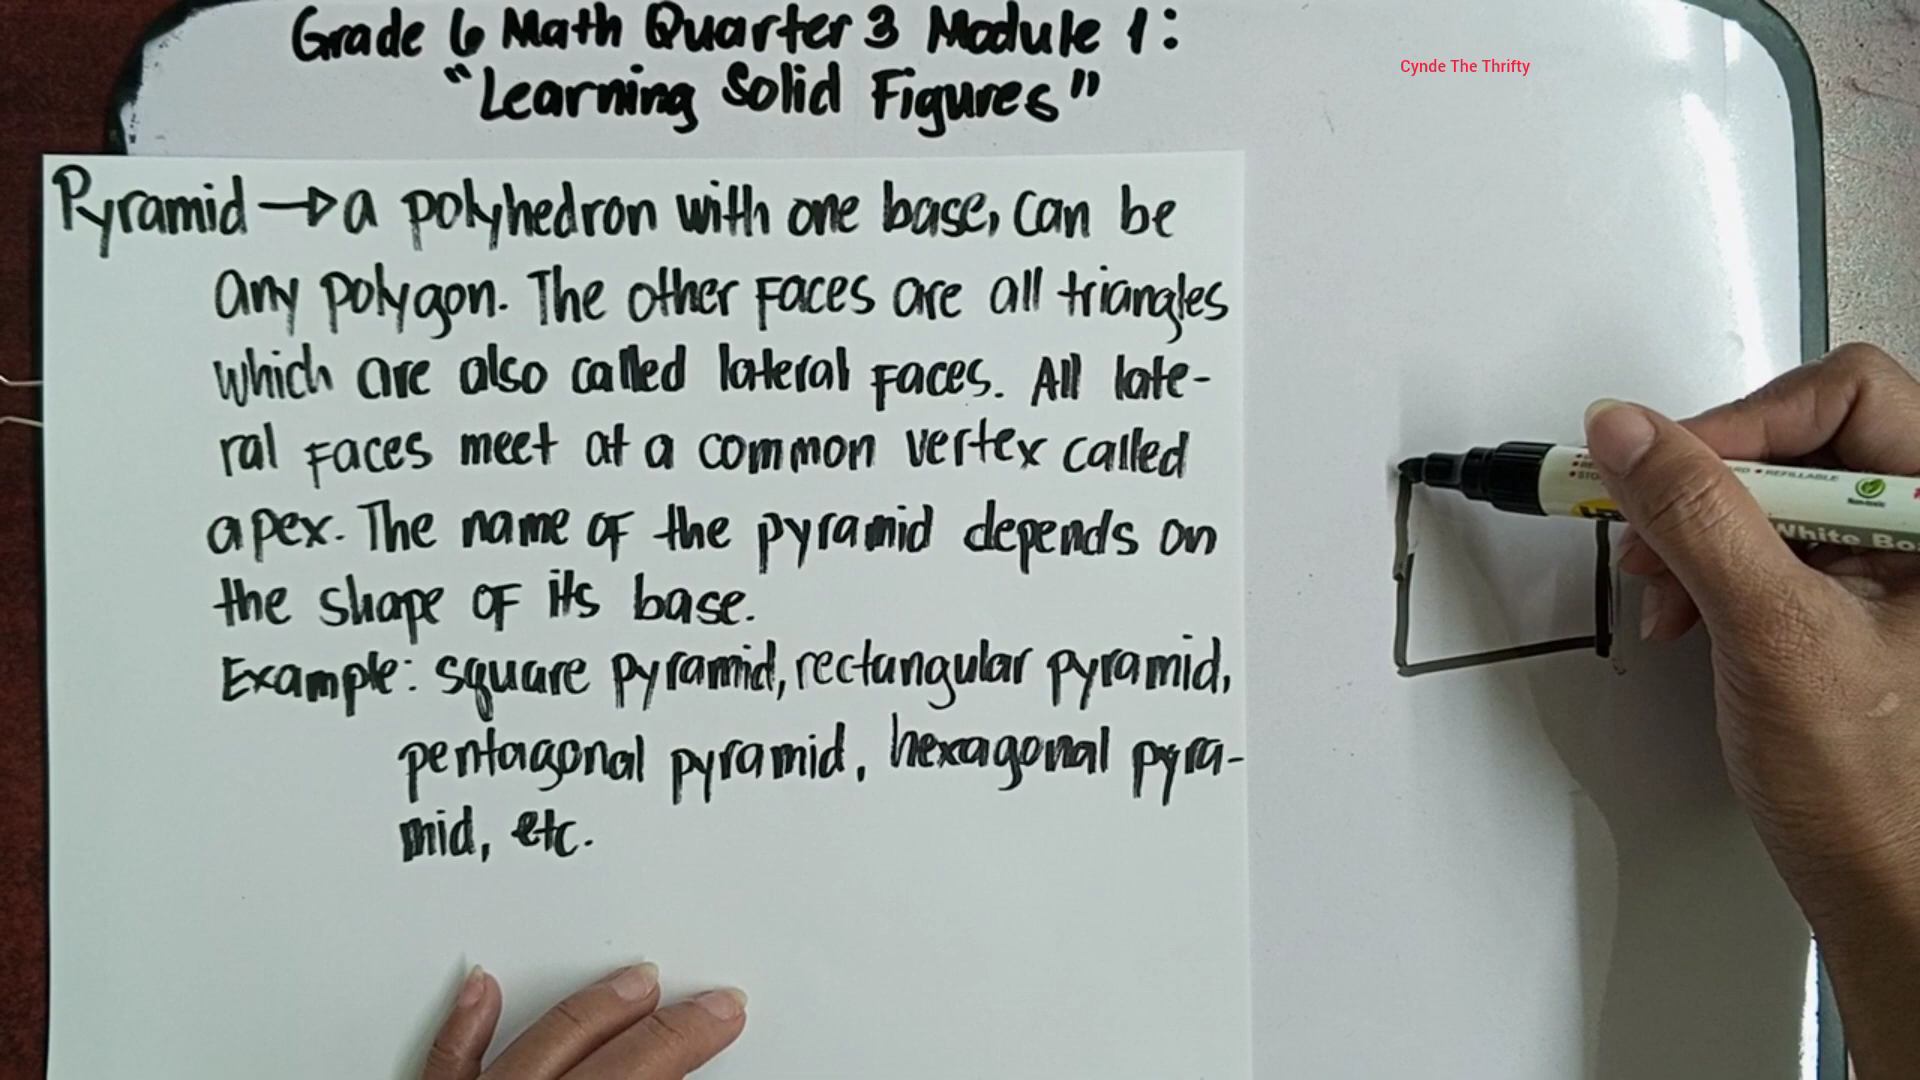 Grade 6 Math Quarter 3 Module 1:
"Learning Solid Figures"
Cynde The Thrifty
Pyramid → a polyhedron with one base, can be
any polygon. The other faces are all triangles
which are also called lateral faces. All late-
ral faces meet at a common vertex called
apex. The name of the pyramid depends on
the shape of its base.
Example: square pyramid, rectangular pyramid,
pentagonal pyramid, hexagonal pyra-
mid, etc.
REFILLABLE
White Bo